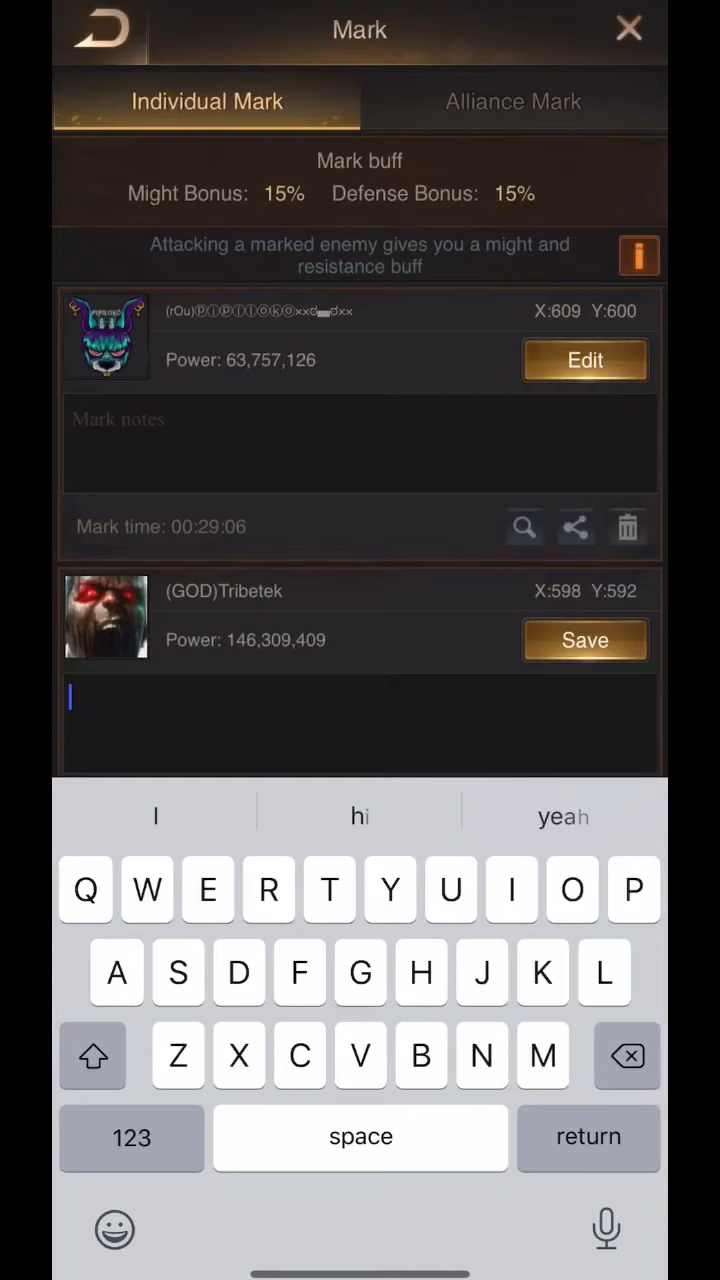 Mark
Individual Mark
Alliance Mark
Mark buff
Might Bonus: 15% Defense Bonus: 15%
Attacking a marked enemy gives you a might and
resistance buff
(rOu)ⓟⓘⓟⓘⓛⓞⓚⓞ
X:609 Y:600
Power: 63,757,126
Edit
Mark notes
Mark time: 00:29:06
(GOD)Tribetek
X:598 Y:592
Power: 146,309,409
Save
I hi yeah
Q W E R T Y U I O P
A S D F G H J K L
Z X C V B N M
123 space return